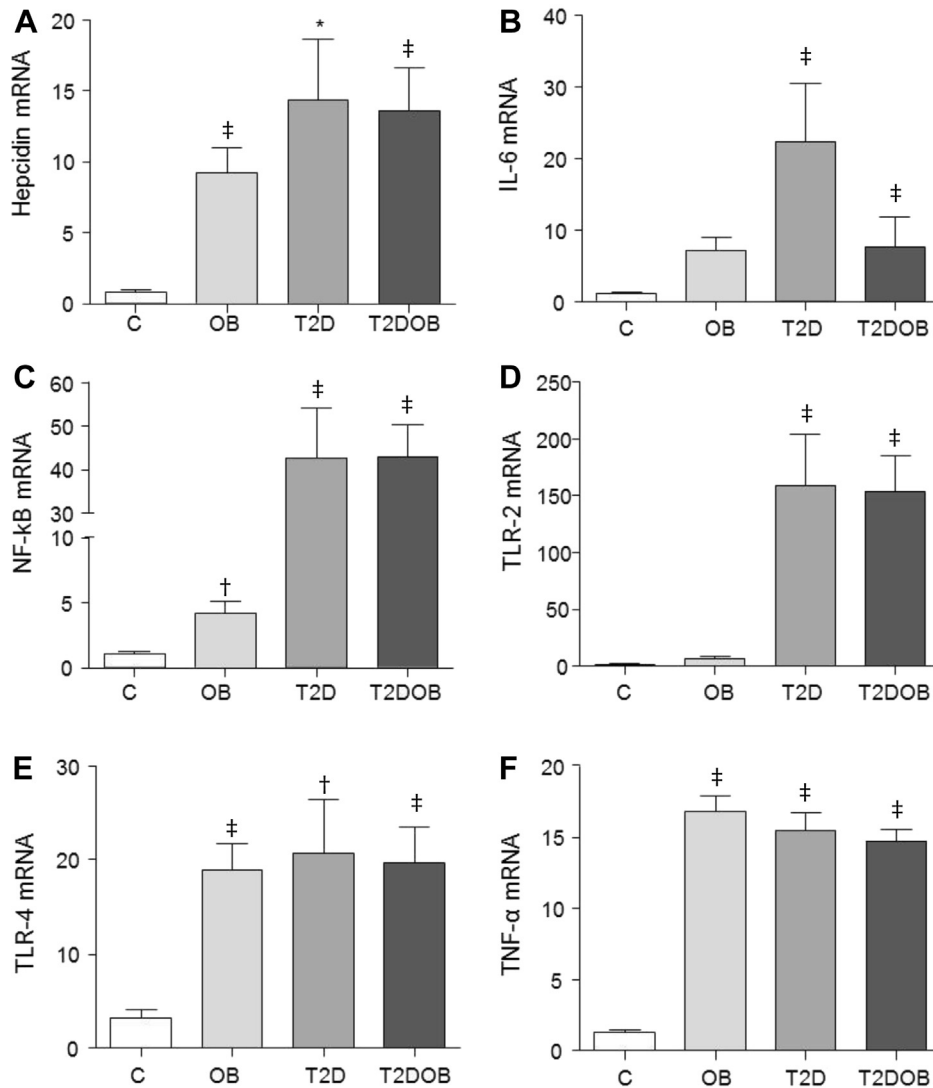 A
Hepcidin mRNA
20
15
10
5
0
‡
*
‡
C OB T2D T2DOB
B
IL-6 mRNA
40
30
20
10
0
‡
‡
C OB T2D T2DOB
C
NF-kB mRNA
60
50
40
30
10
5
0
†
‡
‡
C OB T2D T2DOB
D
TLR-2 mRNA
250
200
150
100
50
0
‡
‡
C OB T2D T2DOB
E
TLR-4 mRNA
30
20
10
0
‡
†
‡
C OB T2D T2DOB
F
TNF-α mRNA
20
15
10
5
0
‡
‡
‡
C OB T2D T2DOB